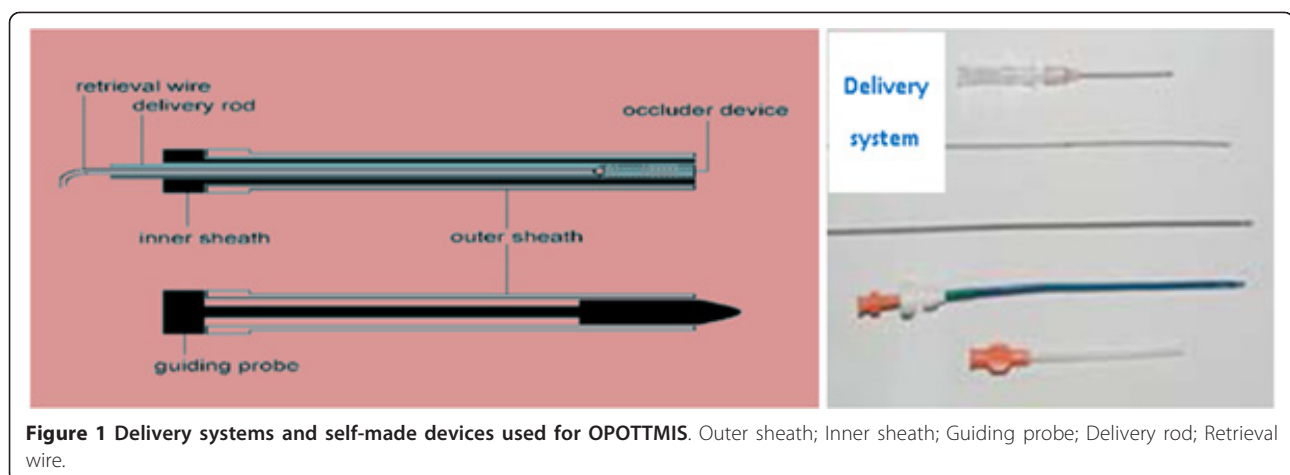 retrieval wire
delivery rod
occluder device
inner sheath
outer sheath
guiding probe
Delivery
system
Figure 1 Delivery systems and self-made devices used for OPOTTMIS. Outer sheath; Inner sheath; Guiding probe; Delivery rod; Retrieval
wire.